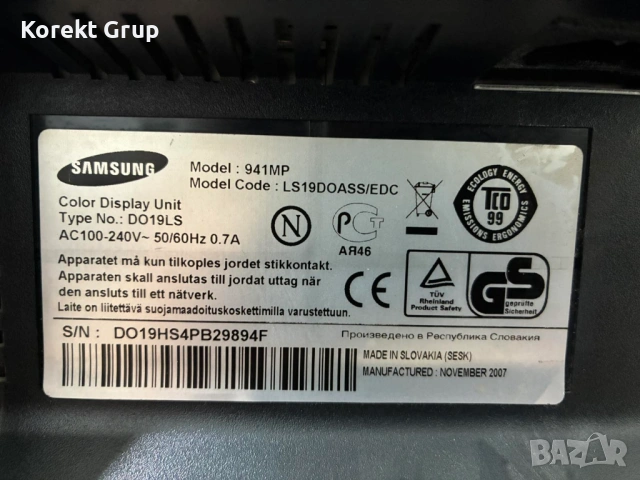 Korekt Grup
SAMSUNG
Model : 941MP
Model Code : LS19DOASS/EDC
Color Display Unit
Type No.: DO19LS
AC100-240V~ 50/60Hz 0.7A
N
PCT
АЯ46
ECOLOGY ENERGY
TCO
99
EMISSIONS ERGONOMICS
Apparatet må kun tilkoples jordet stikkontakt.
Apparaten skall anslutas till jordat uttag när
den ansluts till ett nätverk.
Laite on liitettävä suojamaadoituskoskettimilla varustettuun.
TÜV
Rheinland
Product Safety
GS
geprüfte
Sicherheit
S/N : DO19HS4PB29894F
Произведено в Республика Словакия
MADE IN SLOVAKIA (SESK)
MANUFACTURED : NOVEMBER 2007
BAZAR
.bg